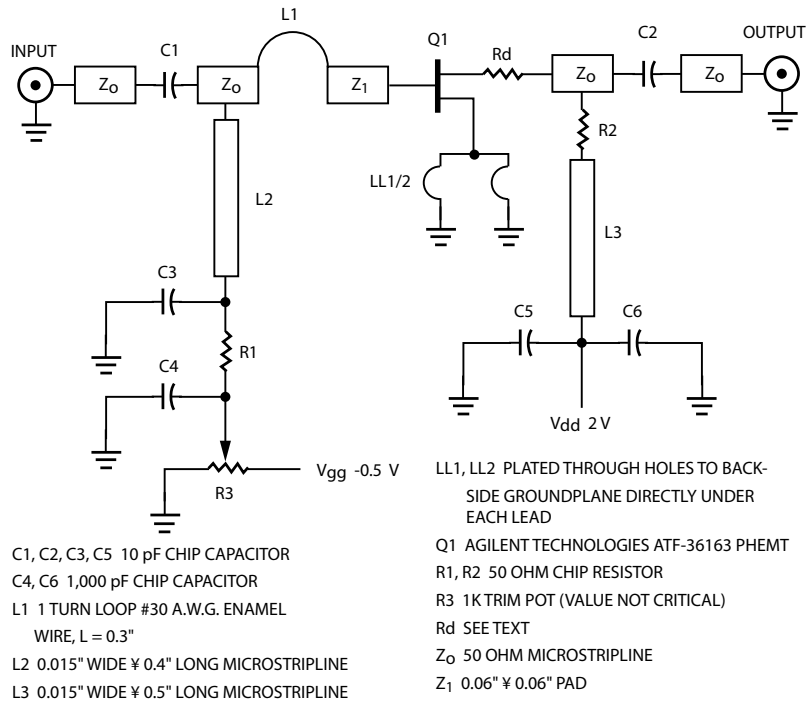 L1
INPUT
C1
Q1
Rd
C2
OUTPUT
Zo
Zo
Z1
Zo
Zo
R2
LL1/2
L2
L3
C3
C5
C6
R1
C4
Vdd 2 V
Vgg -0.5 V
R3
LL1, LL2 PLATED THROUGH HOLES TO BACK-
SIDE GROUNDPLANE DIRECTLY UNDER
EACH LEAD
Q1 AGILENT TECHNOLOGIES ATF-36163 PHEMT
R1, R2 50 OHM CHIP RESISTOR
R3 1K TRIM POT (VALUE NOT CRITICAL)
Rd SEE TEXT
Zo 50 OHM MICROSTRIPLINE
Z1 0.06" ¥ 0.06" PAD
C1, C2, C3, C5 10 pF CHIP CAPACITOR
C4, C6 1,000 pF CHIP CAPACITOR
L1 1 TURN LOOP #30 A.W.G. ENAMEL
WIRE, L = 0.3"
L2 0.015" WIDE ¥ 0.4" LONG MICROSTRIPLINE
L3 0.015" WIDE ¥ 0.5" LONG MICROSTRIPLINE